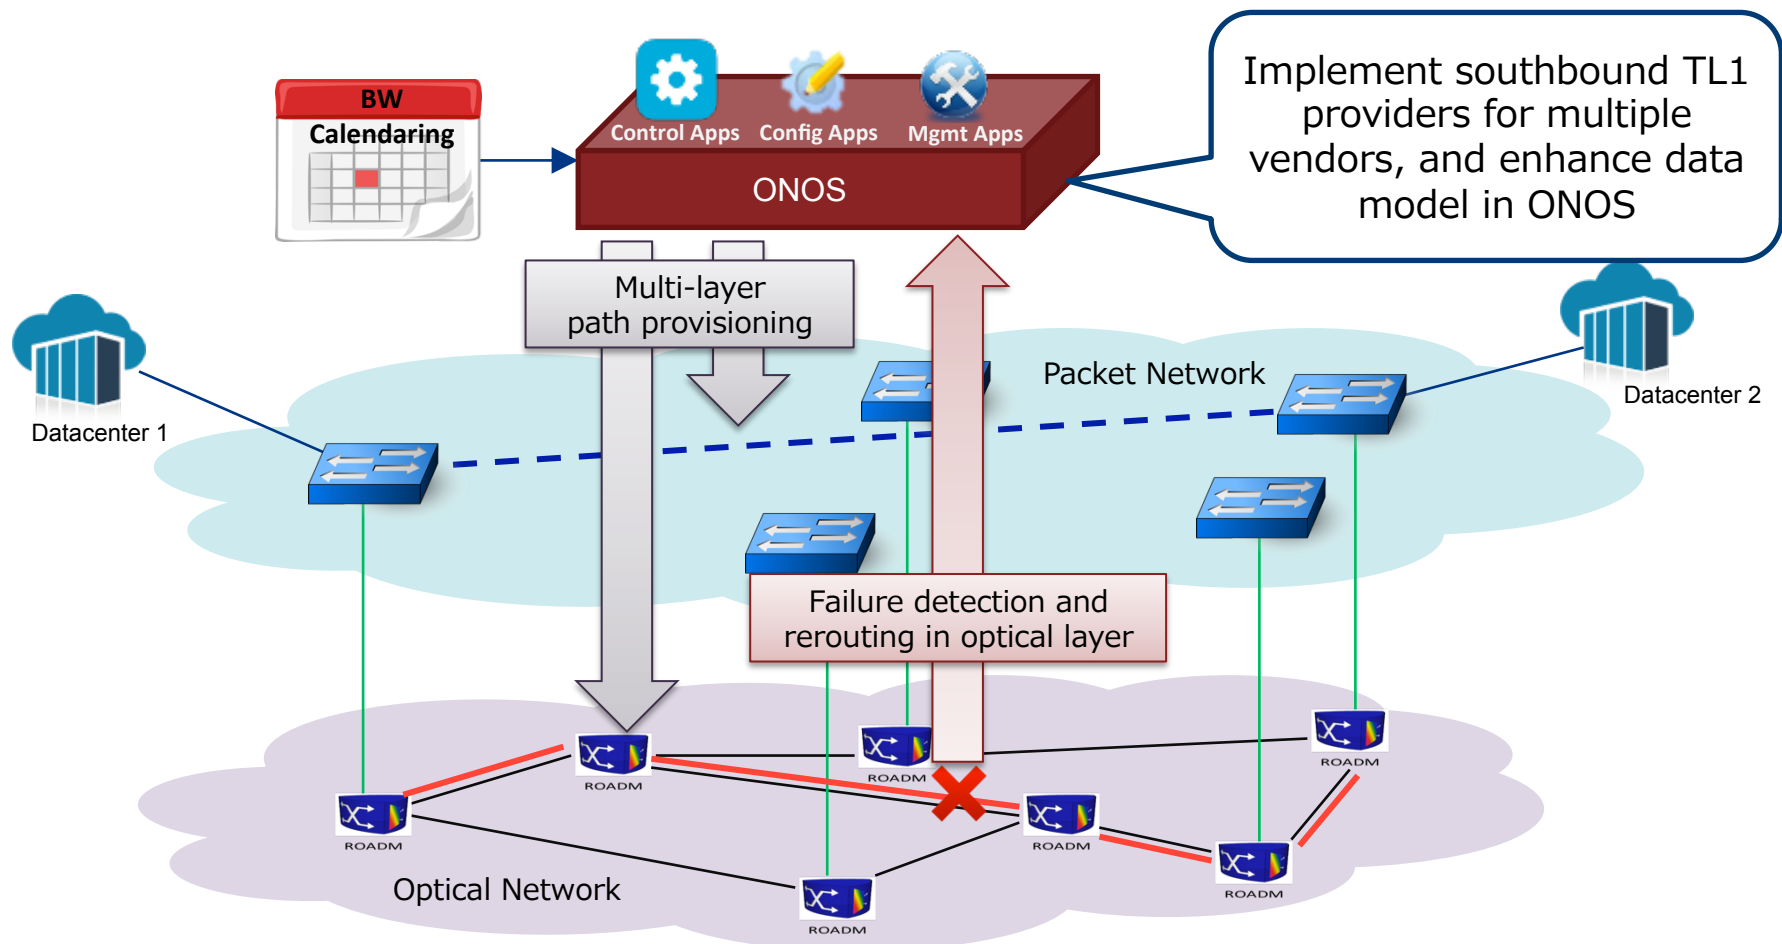 BW
Calendaring
Control Apps
Config Apps
Mgmt Apps
ONOS
Implement southbound TL1
providers for multiple
vendors, and enhance data
model in ONOS
Multi-layer
path provisioning
Packet Network
Datacenter 1
Datacenter 2
Failure detection and
rerouting in optical layer
ROADM
ROADM
ROADM
ROADM
ROADM
ROADM
ROADM
Optical Network